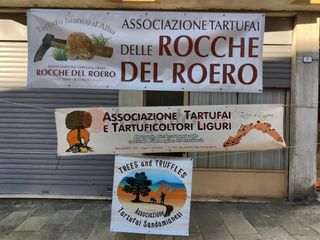 Tartufo bianco d'Alba
ASSOCIAZIONE TARTUFAI
DELLE ROCCHE
DEL ROERO
ASSOCIAZIONE TARTUFAI DELLE
ROCCHE DEL ROERO
ASSOCIAZIONE TARTUFAI
E TARTUFICOLTORI LIGURI
TREES and TRUFFLES
Associazione
Tartufai Sandamianesi